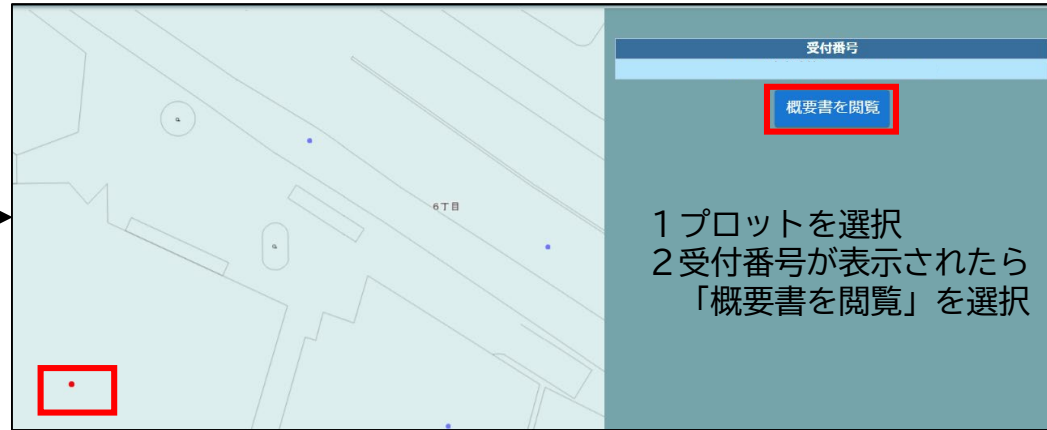 受付番号
概要書を閲覧
6丁目
1プロットを選択
2受付番号が表示されたら
「概要書を閲覧」を選択